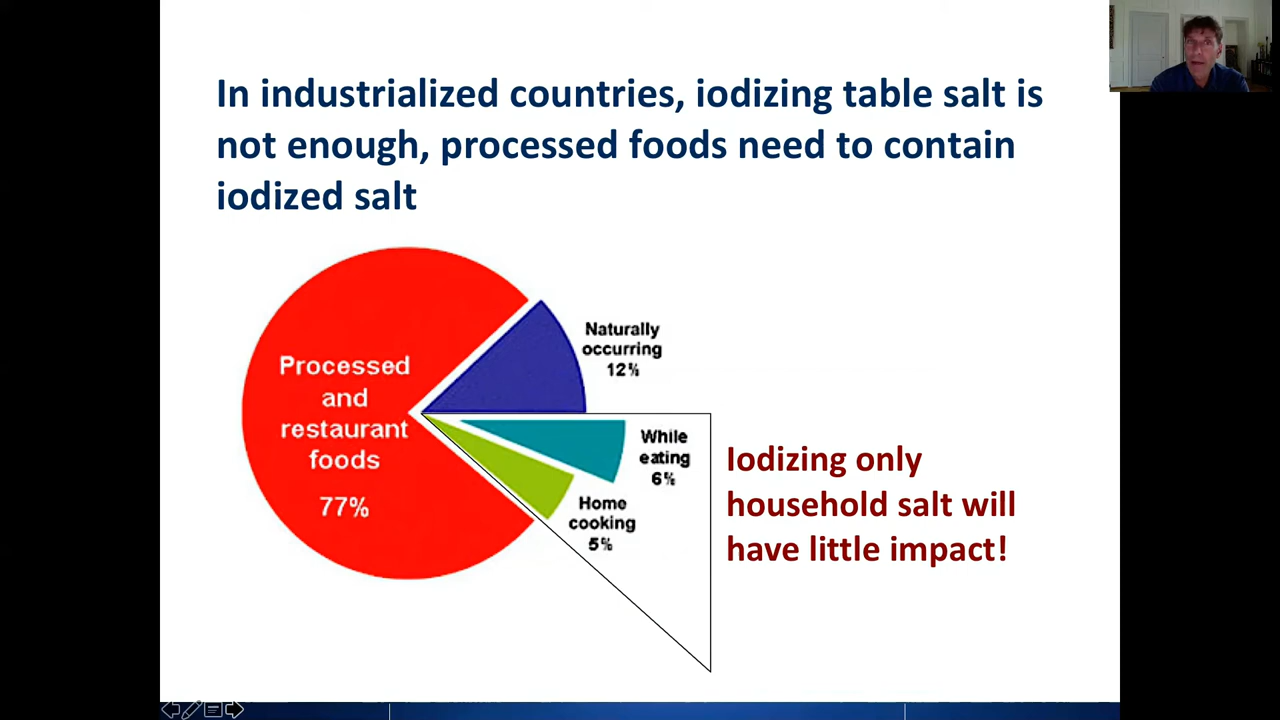 In industrialized countries, iodizing table salt is
not enough, processed foods need to contain
iodized salt
Processed
and
restaurant
foods
77%
Naturally
occurring
12%
While
eating
6%
Home
cooking
5%
Iodizing only
household salt will
have little impact!